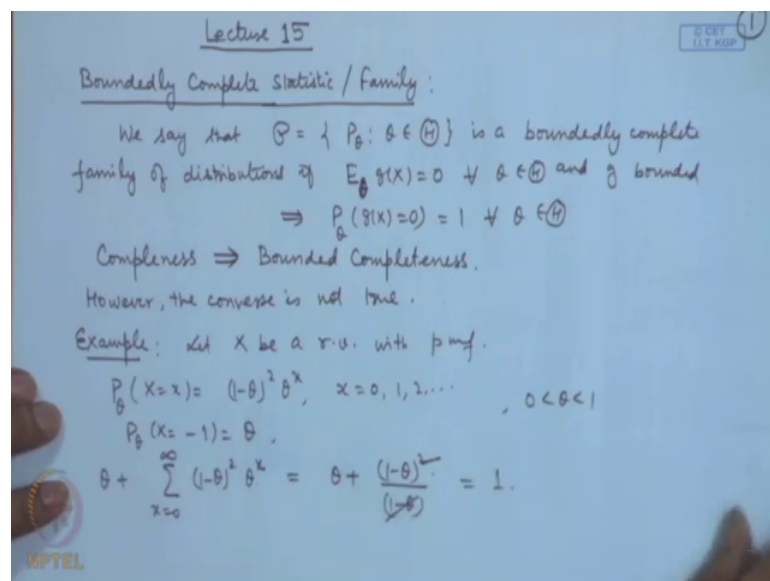 Lecture 15
© CET
I.I.T. KGP
1
Boundedly Complete Statistic / Family :
We say that 𝒫 = { P_θ : θ ∈ Θ } is a boundedly complete
family of distributions if E_θ g(X) = 0 ∀ θ ∈ Θ and g bounded
⇒ P_θ (g(X) = 0) = 1 ∀ θ ∈ Θ
Compleness ⇒ Bounded Completeness.
However, the converse is not true.
Example : Let X be a r.v. with pmf.
P_θ (X = x) = (1-θ)² θ^x, x = 0, 1, 2... , 0 < θ < 1
P_θ (X = -1) = θ,
θ + ∑_{x=0}^{∞} (1-θ)² θ^x = θ + (1-θ)²/(1-θ) = 1.
NPTEL